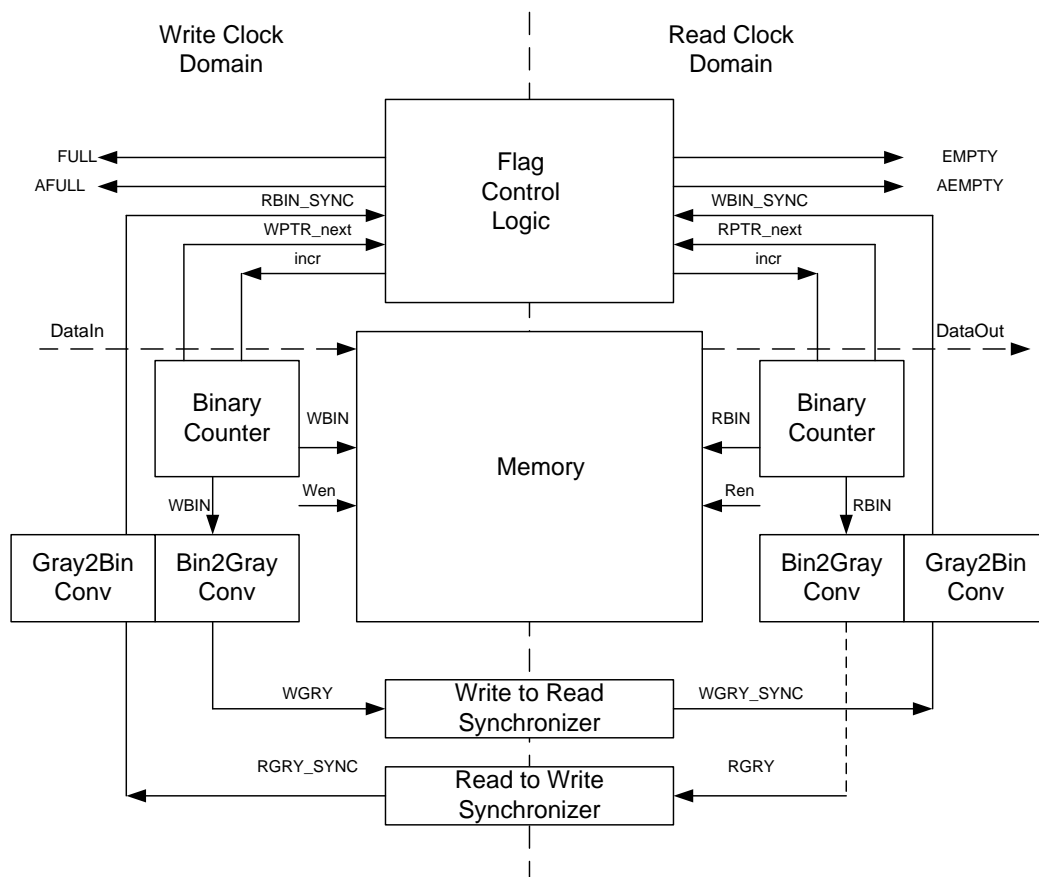 Write Clock
Domain
Read Clock
Domain
Flag
Control
Logic
FULL
AFULL
RBIN_SYNC
WPTR_next
incr
EMPTY
AEMPTY
WBIN_SYNC
RPTR_next
incr
DataIn
DataOut
Binary
Counter
WBIN
Wen
WBIN
Memory
RBIN
Ren
Binary
Counter
RBIN
Gray2Bin
Conv
Bin2Gray
Conv
Bin2Gray
Conv
Gray2Bin
Conv
WGRY
Write to Read
Synchronizer
WGRY_SYNC
RGRY_SYNC
Read to Write
Synchronizer
RGRY